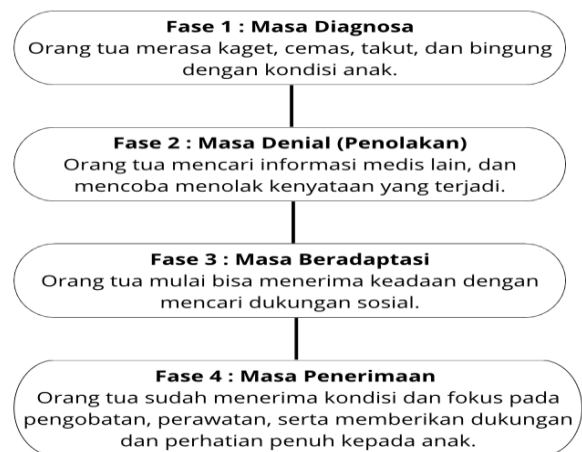 Fase 1 : Masa Diagnosa
Orang tua merasa kaget, cemas, takut, dan bingung
dengan kondisi anak.
Fase 2 : Masa Denial (Penolakan)
Orang tua mencari informasi medis lain, dan
mencoba menolak kenyataan yang terjadi.
Fase 3 : Masa Beradaptasi
Orang tua mulai bisa menerima keadaan dengan
mencari dukungan sosial.
Fase 4 : Masa Penerimaan
Orang tua sudah menerima kondisi dan fokus pada
pengobatan, perawatan, serta memberikan dukungan
dan perhatian penuh kepada anak.